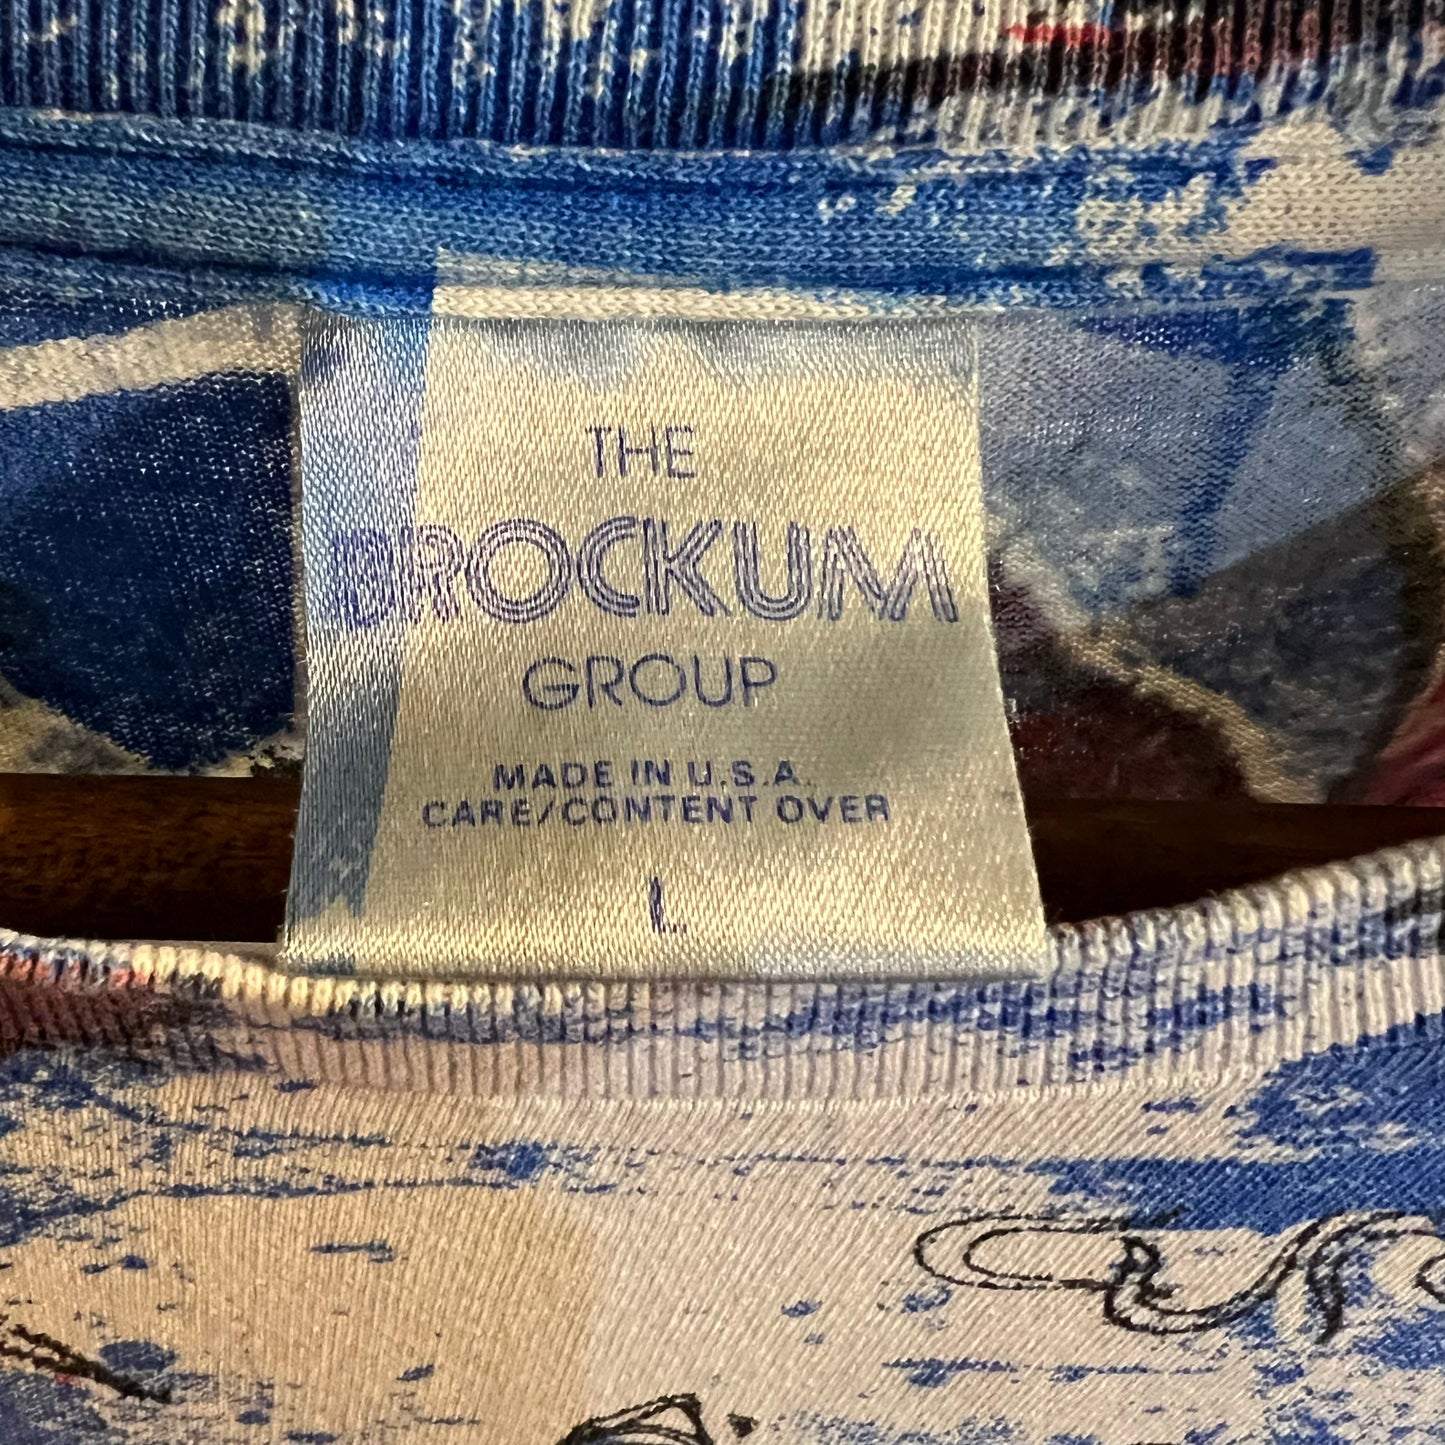 THE
BROCKUM
GROUP
MADE IN U.S.A.
CARE/CONTENT OVER
L